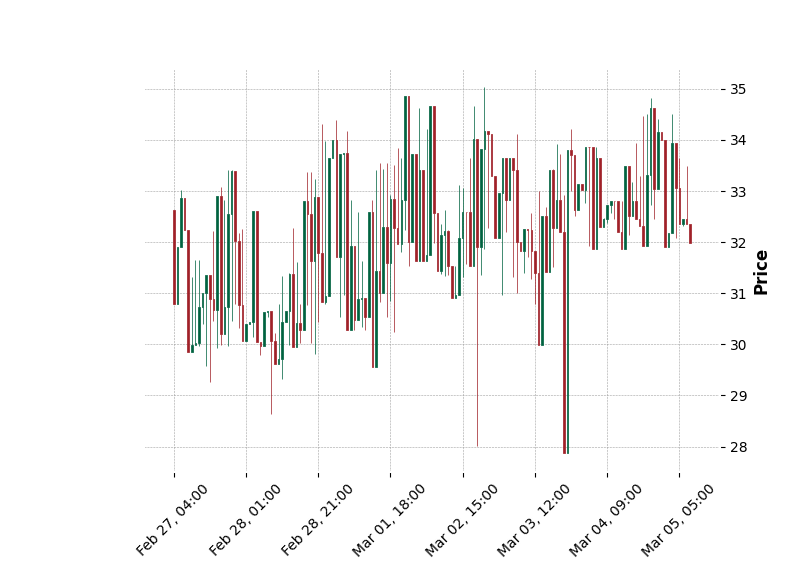 35
34
33
32
31
30
29
28
Price
Feb 27, 04:00
Feb 28, 01:00
Feb 28, 21:00
Mar 01, 18:00
Mar 02, 15:00
Mar 03, 12:00
Mar 04, 09:00
Mar 05, 05:00